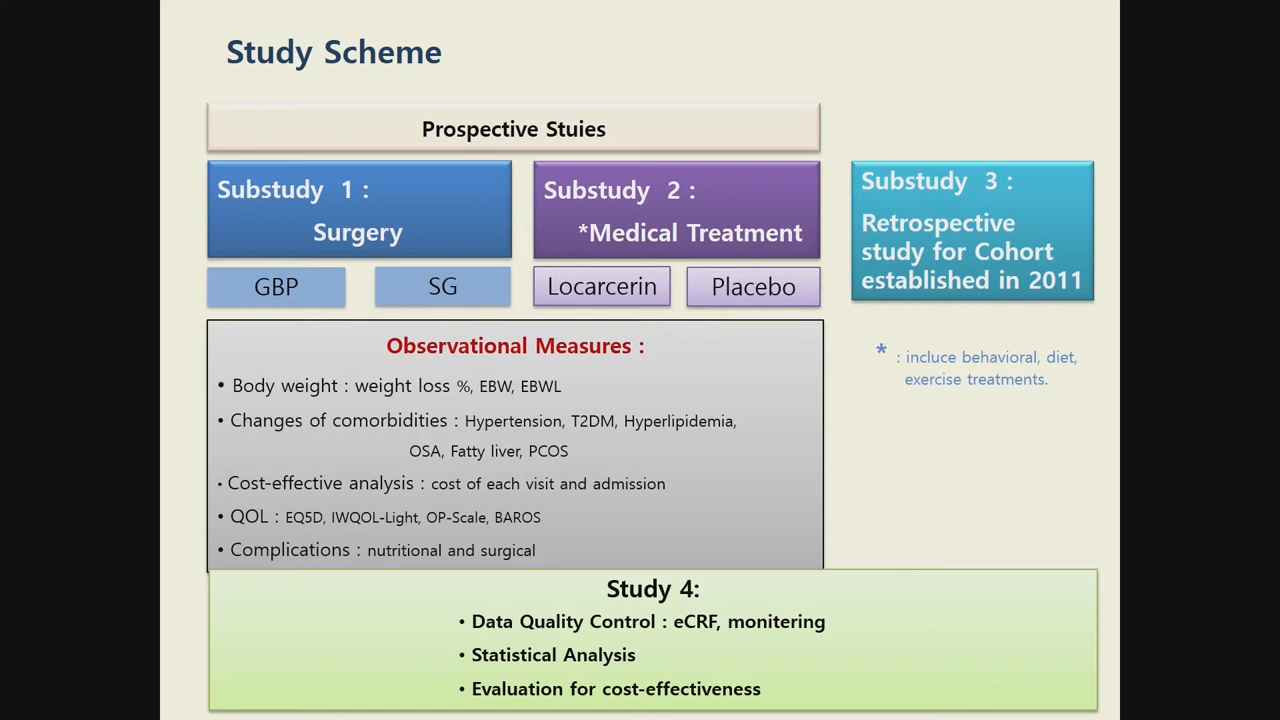 Study Scheme
Prospective Stuies
Substudy 1 :
Surgery
Substudy 2 :
*Medical Treatment
Substudy 3 :
Retrospective
study for Cohort
established in 2011
GBP
SG
Locarcerin
Placebo
Observational Measures :
• Body weight : weight loss %, EBW, EBWL
• Changes of comorbidities : Hypertension, T2DM, Hyperlipidemia,
OSA, Fatty liver, PCOS
• Cost-effective analysis : cost of each visit and admission
• QOL : EQ5D, IWQOL-Light, OP-Scale, BAROS
• Complications : nutritional and surgical
* : incluce behavioral, diet,
exercise treatments.
Study 4:
• Data Quality Control : eCRF, monitering
• Statistical Analysis
• Evaluation for cost-effectiveness